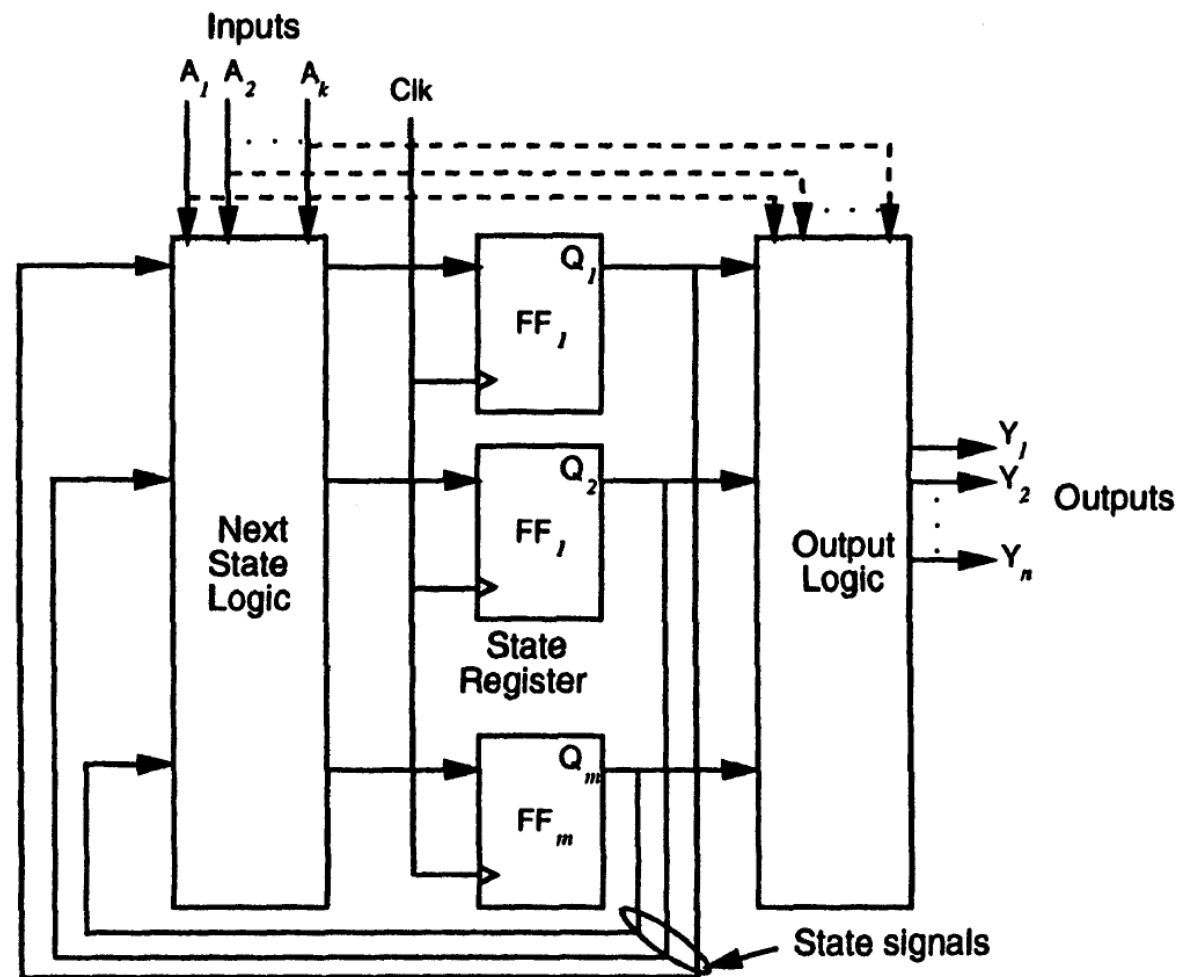 Inputs
A1 A2 Ak Clk
Q1
FF1
Q2
FF1
Next
State
Logic
State
Register
Output
Logic
Y1
Y2
Yn
Outputs
Qm
FFm
State signals